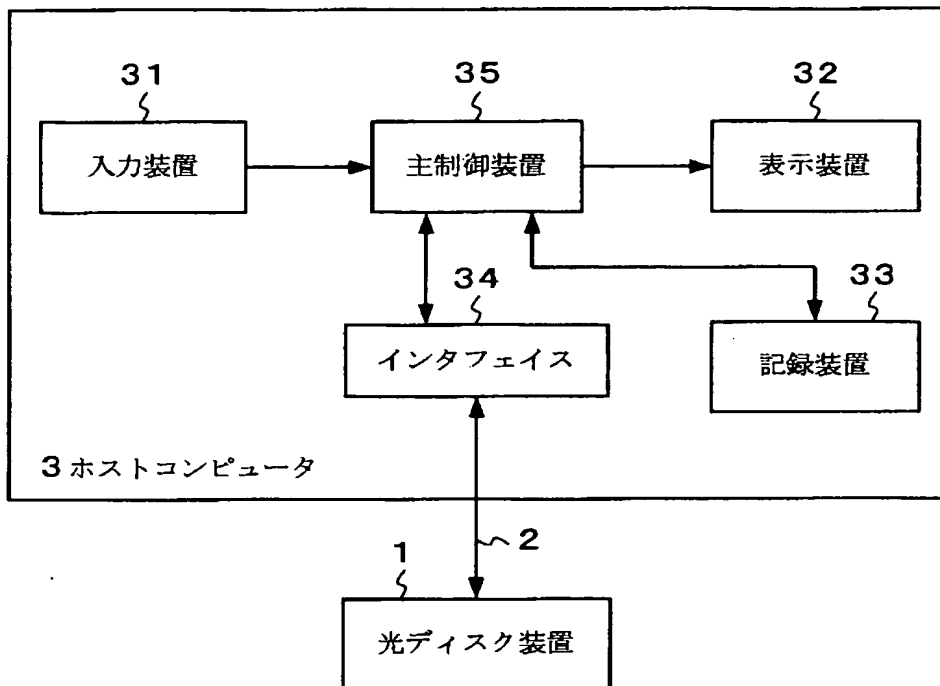 31
入力装置
35
主制御装置
32
表示装置
34
インタフェイス
33
記録装置
3 ホストコンピュータ
2
1
光ディスク装置